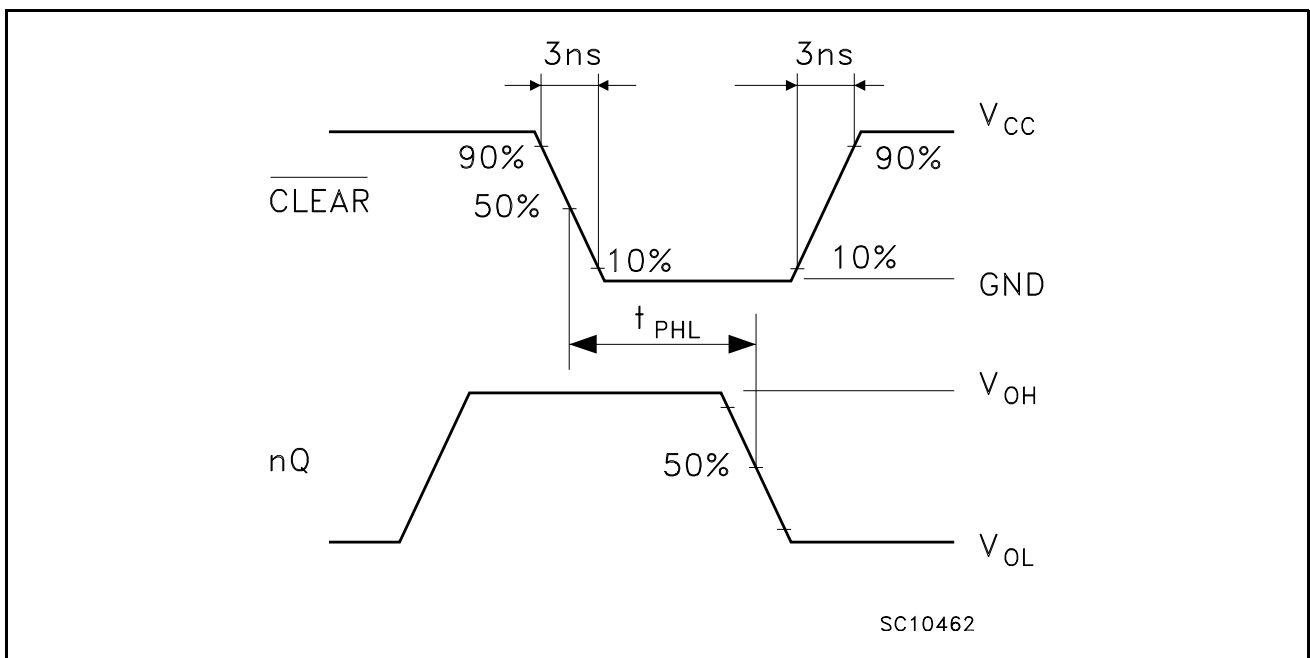 3ns 3ns
V CC
90% 90%
CLEAR
50%
10% 10%
GND
t PHL
V OH
nQ
50%
V OL
SC10462